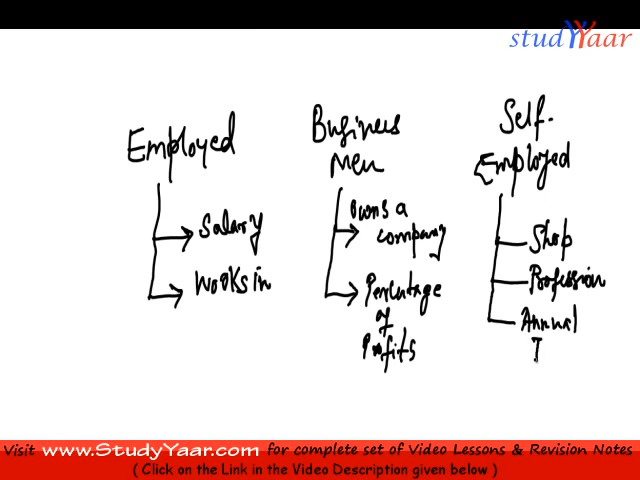 studYYaar
Employed
Salary
Works in
Business
Men
Owns a
company
Percentage
of
Profits
Self-
Employed
Shop
Profession
Annual
I
Visit www.StudyYaar.com for complete set of Video Lessons & Revision Notes
( Click on the Link in the Video Description given below )